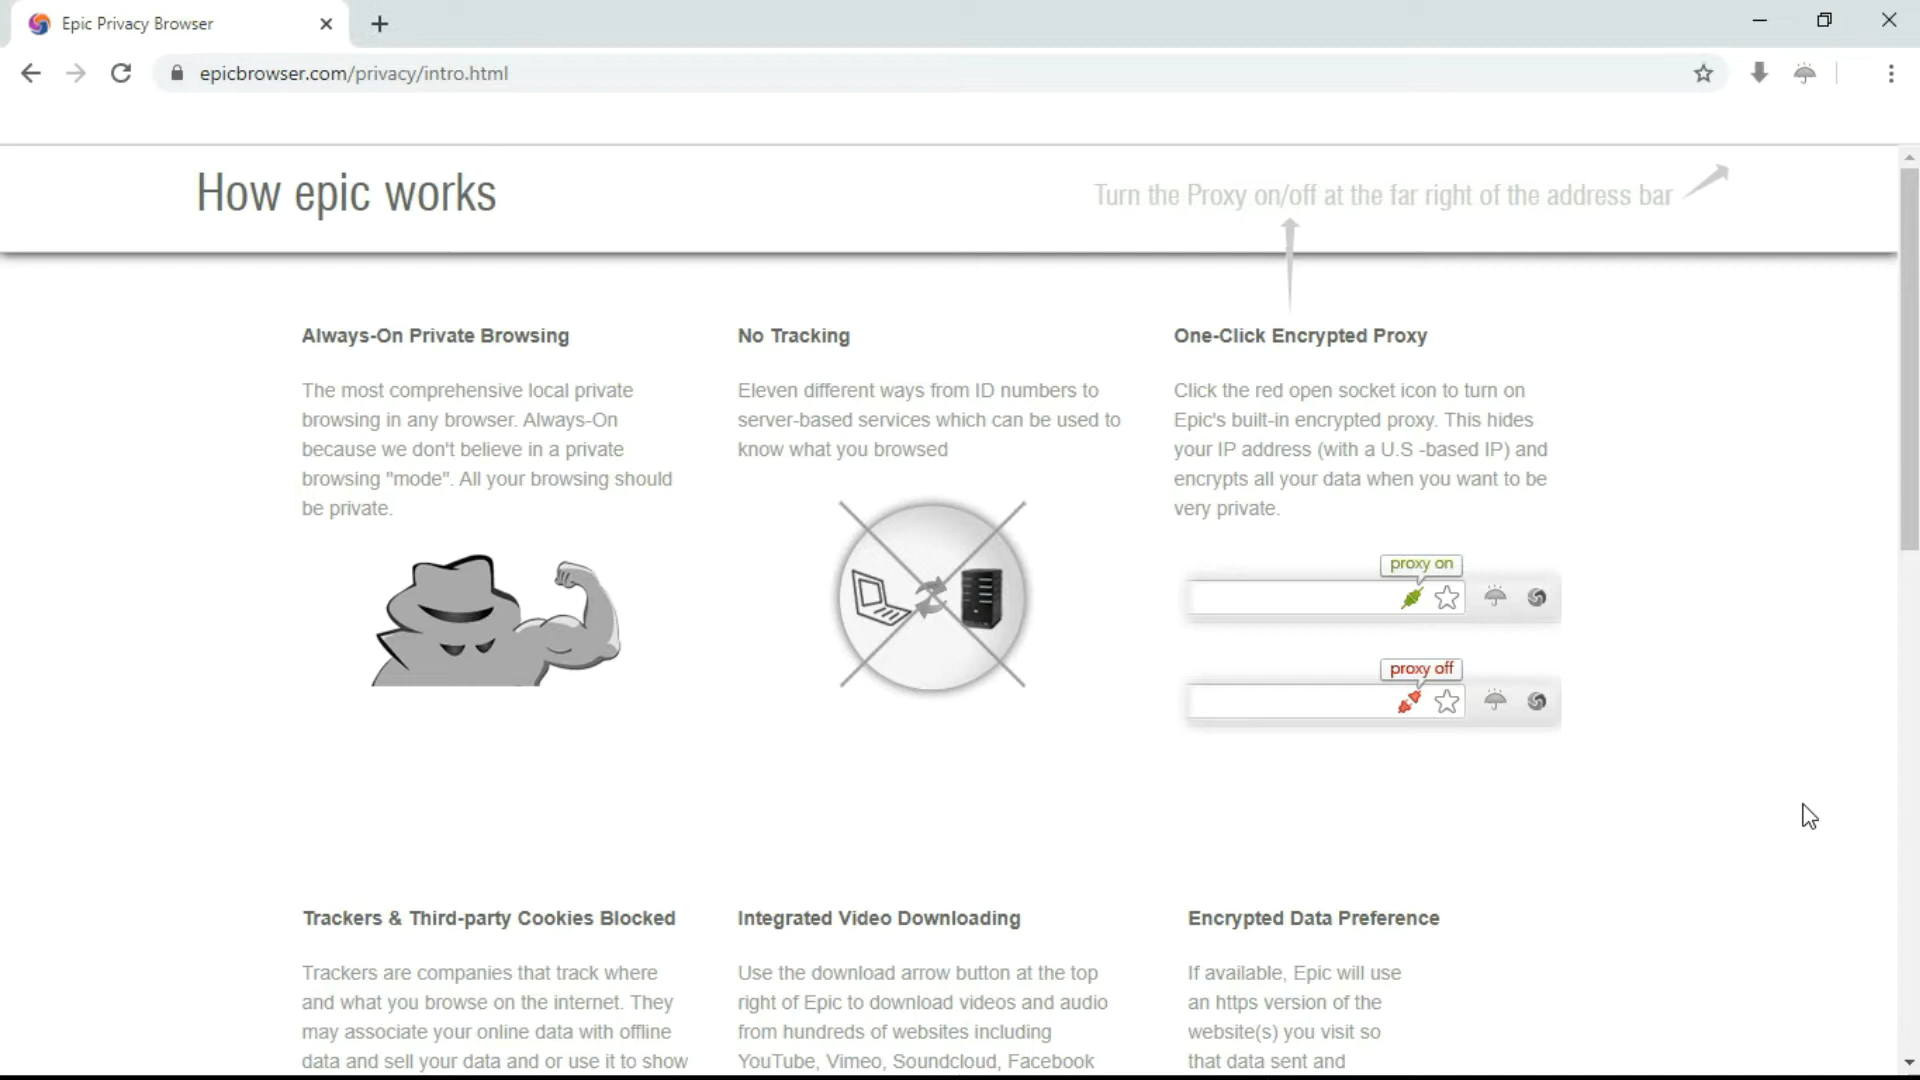 Epic Privacy Browser
epicbrowser.com/privacy/intro.html
How epic works
Turn the Proxy on/off at the far right of the address bar
Always-On Private Browsing
The most comprehensive local private
browsing in any browser. Always-On
because we don't believe in a private
browsing "mode". All your browsing should
be private.
No Tracking
Eleven different ways from ID numbers to
server-based services which can be used to
know what you browsed
One-Click Encrypted Proxy
Click the red open socket icon to turn on
Epic's built-in encrypted proxy. This hides
your IP address (with a U.S -based IP) and
encrypts all your data when you want to be
very private.
proxy on
proxy off
Trackers & Third-party Cookies Blocked
Trackers are companies that track where
and what you browse on the internet. They
may associate your online data with offline
data and sell your data and or use it to show
Integrated Video Downloading
Use the download arrow button at the top
right of Epic to download videos and audio
from hundreds of websites including
YouTube, Vimeo, Soundcloud, Facebook
Encrypted Data Preference
If available, Epic will use
an https version of the
website(s) you visit so
that data sent and